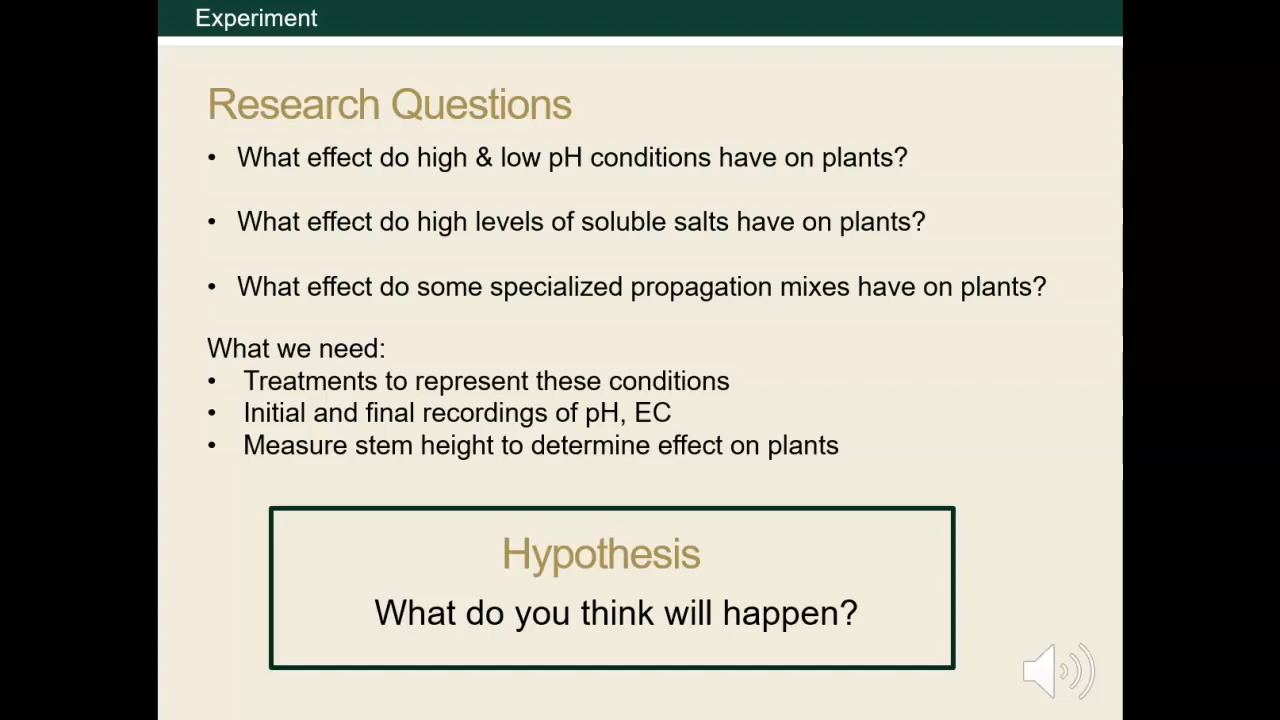 Experiment
Research Questions
• What effect do high & low pH conditions have on plants?
• What effect do high levels of soluble salts have on plants?
• What effect do some specialized propagation mixes have on plants?
What we need:
• Treatments to represent these conditions
• Initial and final recordings of pH, EC
• Measure stem height to determine effect on plants
Hypothesis
What do you think will happen?